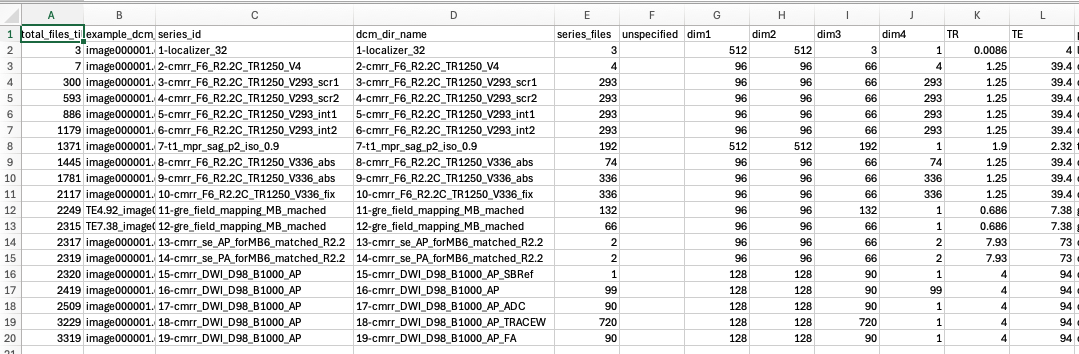 A B C D E F G H I J K L
1 total_files_ti example_dcm_ series_id dcm_dir_name series_files unspecified dim1 dim2 dim3 dim4 TR TE
2 3 image000001. 1-localizer_32 1-localizer_32 3 512 512 3 1 0.0086 4
3 7 image000001. 2-cmrr_F6_R2.2C_TR1250_V4 2-cmrr_F6_R2.2C_TR1250_V4 4 96 96 66 4 1.25 39.4
4 300 image000001. 3-cmrr_F6_R2.2C_TR1250_V293_scr1 3-cmrr_F6_R2.2C_TR1250_V293_scr1 293 96 96 66 293 1.25 39.4
5 593 image000001. 4-cmrr_F6_R2.2C_TR1250_V293_scr2 4-cmrr_F6_R2.2C_TR1250_V293_scr2 293 96 96 66 293 1.25 39.4
6 886 image000001. 5-cmrr_F6_R2.2C_TR1250_V293_int1 5-cmrr_F6_R2.2C_TR1250_V293_int1 293 96 96 66 293 1.25 39.4
7 1179 image000001. 6-cmrr_F6_R2.2C_TR1250_V293_int2 6-cmrr_F6_R2.2C_TR1250_V293_int2 293 96 96 66 293 1.25 39.4
8 1371 image000001. 7-t1_mpr_sag_p2_iso_0.9 7-t1_mpr_sag_p2_iso_0.9 192 512 512 192 1 1.9 2.32
9 1445 image000001. 8-cmrr_F6_R2.2C_TR1250_V336_abs 8-cmrr_F6_R2.2C_TR1250_V336_abs 74 96 96 66 74 1.25 39.4
10 1781 image000001. 9-cmrr_F6_R2.2C_TR1250_V336_abs 9-cmrr_F6_R2.2C_TR1250_V336_abs 336 96 96 66 336 1.25 39.4
11 2117 image000001. 10-cmrr_F6_R2.2C_TR1250_V336_fix 10-cmrr_F6_R2.2C_TR1250_V336_fix 336 96 96 66 336 1.25 39.4
12 2249 TE4.92_image0 11-gre_field_mapping_MB_mached 11-gre_field_mapping_MB_mached 132 96 96 132 1 0.686 7.38
13 2315 TE7.38_image0 12-gre_field_mapping_MB_mached 12-gre_field_mapping_MB_mached 66 96 96 66 1 0.686 7.38
14 2317 image000001. 13-cmrr_se_AP_forMB6_matched_R2.2 13-cmrr_se_AP_forMB6_matched_R2.2 2 96 96 66 2 7.93 73
15 2319 image000001. 14-cmrr_se_PA_forMB6_matched_R2.2 14-cmrr_se_PA_forMB6_matched_R2.2 2 96 96 66 2 7.93 73
16 2320 image000001. 15-cmrr_DWI_D98_B1000_AP 15-cmrr_DWI_D98_B1000_AP_SBRef 1 128 128 90 1 4 94
17 2419 image000001. 16-cmrr_DWI_D98_B1000_AP 16-cmrr_DWI_D98_B1000_AP 99 128 128 90 99 4 94
18 2509 image000001. 17-cmrr_DWI_D98_B1000_AP 17-cmrr_DWI_D98_B1000_AP_ADC 90 128 128 90 1 4 94
19 3229 image000001. 18-cmrr_DWI_D98_B1000_AP 18-cmrr_DWI_D98_B1000_AP_TRACEW 720 128 128 720 1 4 94
20 3319 image000001. 19-cmrr_DWI_D98_B1000_AP 19-cmrr_DWI_D98_B1000_AP_FA 90 128 128 90 1 4 94